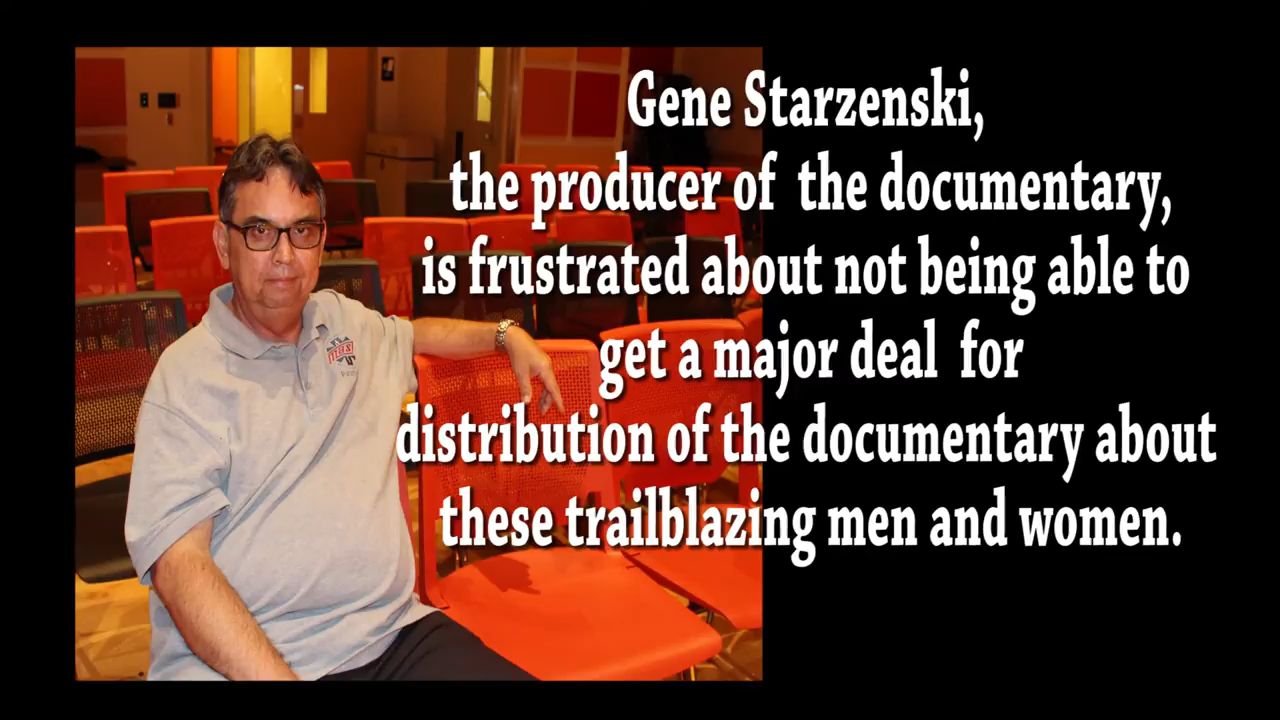 Gene Starzenski,
the producer of the documentary,
is frustrated about not being able to
get a major deal for
distribution of the documentary about
these trailblazing men and women.